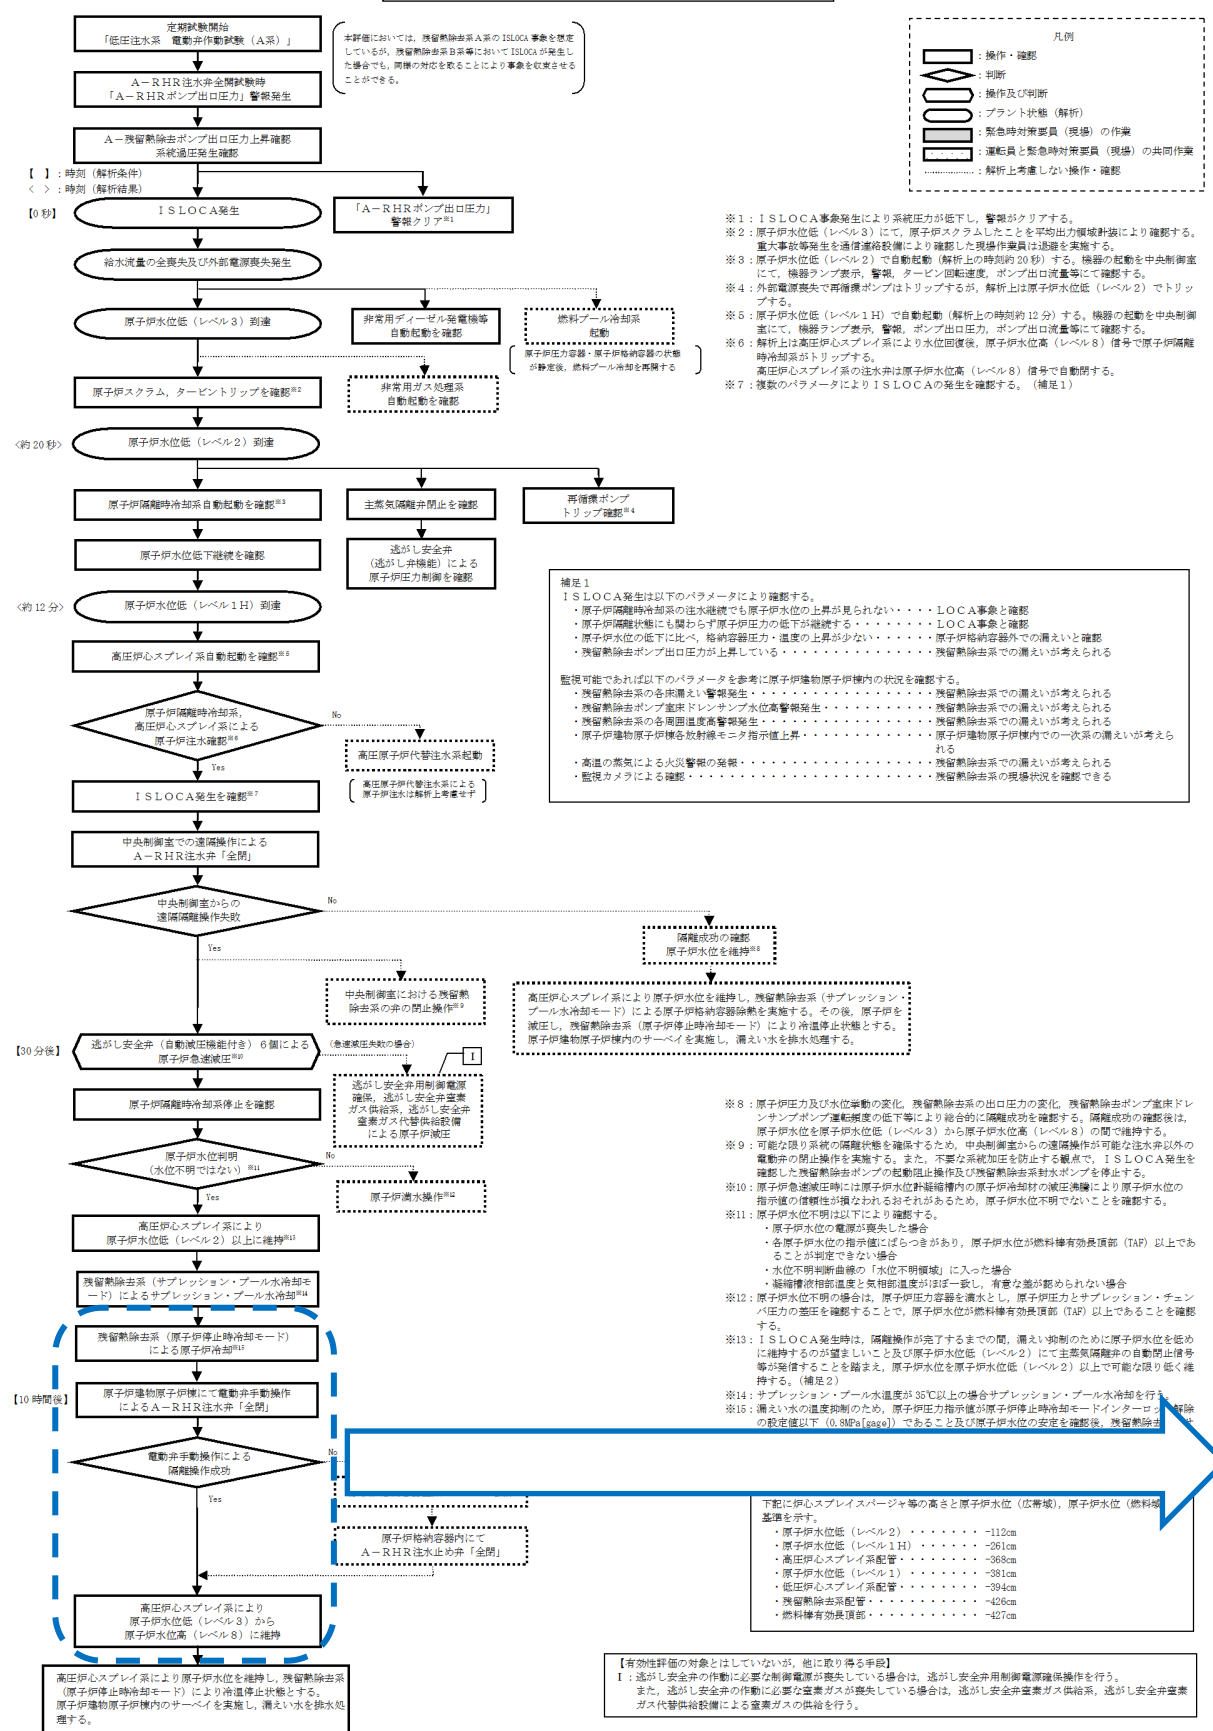 定期試験開始
「低圧注水系　電動弁作動試験（A系）」
本評価においては，残留熱除去系A系のISLOCA事象を想定
しているが，残留熱除去系B系等においてISLOCAが発生し
た場合でも，同様の対応を取ることにより事象を収束させる
ことができる。
A－RHR注水弁全開試験時
「A－RHRポンプ出口圧力」警報発生
A－残留熱除去ポンプ出口圧力上昇確認
系統過圧発生確認
凡例
：操作・確認
：判断
：操作及び判断
：プラント状態（解析）
：緊急時対策要員（現場）の作業
：運転員と緊急時対策要員（現場）の共同作業
：解析上考慮しない操作・確認
【　】：時刻（解析条件）
＜　＞：時刻（解析結果）
【0秒】
ISLOCA発生
「A－RHRポンプ出口圧力」
警報クリア※1
給水流量の全喪失及び外部電源喪失発生
原子炉水位低（レベル3）到達
非常用ディーゼル発電機等
自動起動を確認
燃料プール冷却系
起動
原子炉圧力容器・原子炉格納容器の状態
が静定後，燃料プール冷却を再開する
原子炉スクラム，タービントリップを確認※2
非常用ガス処理系
自動起動を確認
<約20秒>
原子炉水位低（レベル2）到達
原子炉隔離時冷却系自動起動を確認※3
主蒸気隔離弁閉止を確認
再循環ポンプ
トリップ確認※4
原子炉水位低下継続を確認
逃がし安全弁
（逃がし弁機能）による
原子炉圧力制御を確認
<約12分>
原子炉水位低（レベル1H）到達
高圧炉心スプレイ系自動起動を確認※5
原子炉隔離時冷却系，
高圧炉心スプレイ系による
原子炉注水確認※6
No
Yes
高圧原子炉代替注水系起動
高圧原子炉代替注水系による
原子炉注水は解析上考慮せず
ISLOCA発生を確認※7
中央制御室での遠隔操作による
A－RHR注水弁「全閉」
中央制御室からの
遠隔隔離操作失敗
No
Yes
隔離成功の確認
原子炉水位を維持※8
中央制御室における残留熱
除去系の弁の閉止操作※9
高圧炉心スプレイ系により原子炉水位を維持し，残留熱除去系（サプレッション・
プール水冷却モード）による原子炉格納容器除熱を実施する。その後，原子炉を
減圧し，残留熱除去系（原子炉停止時冷却モード）により冷温停止状態とする。
原子炉建物原子炉棟内のサーベイを実施し，漏えい水を排水処理する。
【30分後】
逃がし安全弁（自動減圧機能付き）6個による
原子炉急速減圧※10
（急速減圧失敗の場合）
I
逃がし安全弁用制御電源
確保，逃がし安全弁窒素
ガス供給系，逃がし安全弁
窒素ガス代替供給設備
による原子炉減圧
原子炉隔離時冷却系停止を確認
原子炉水位判明
（水位不明ではない）※11
No
Yes
原子炉満水操作※12
高圧炉心スプレイ系により
原子炉水位低（レベル2）以上に維持※13
残留熱除去系（サプレッション・プール水冷却モ
ード）によるサプレッション・プール水冷却※14
残留熱除去系（原子炉停止時冷却モード）
による原子炉冷却※15
【10時間後】
原子炉建物原子炉棟にて電動弁手動操作
によるA－RHR注水弁「全閉」
電動弁手動操作による
隔離操作成功
No
Yes
原子炉格納容器内にて
A－RHR注水止め弁「全閉」
高圧炉心スプレイ系により
原子炉水位低（レベル3）から
原子炉水位高（レベル8）に維持
高圧炉心スプレイ系により原子炉水位を維持し，残留熱除去系
（原子炉停止時冷却モード）により冷温停止状態とする。
原子炉建物原子炉棟内のサーベイを実施し，漏えい水を排水処
理する。
※1：ISLOCA事象発生により系統圧力が低下し，警報がクリアする。
※2：原子炉水位低（レベル3）にて，原子炉スクラムしたことを平均出力領域計装により確認する。
重大事故等発生を通信連絡設備により確認した現場作業員は退避を実施する。
※3：原子炉水位低（レベル2）で自動起動（解析上の時刻約20秒）する。機器の起動を中央制御室
にて，機器ランプ表示，警報，タービン回転速度，ポンプ出口流量等にて確認する。
※4：外部電源喪失で再循環ポンプはトリップするが，解析上は原子炉水位低（レベル2）でトリッ
プする。
※5：原子炉水位低（レベル1H）で自動起動（解析上の時刻約12分）する。機器の起動を中央制御
室にて，機器ランプ表示，警報，ポンプ出口圧力，ポンプ出口流量等にて確認する。
※6：解析上は高圧炉心スプレイ系により水位回復後，原子炉水位高（レベル8）信号で原子炉隔離
時冷却系がトリップする。
高圧炉心スプレイ系の注水弁は原子炉水位高（レベル8）信号で自動閉する。
※7：複数のパラメータによりISLOCAの発生を確認する。（補足1）
補足1
ISLOCA発生は以下のパラメータにより確認する。
・原子炉隔離時冷却系の注水継続でも原子炉水位の上昇が見られない・・・・LOCA事象と確認
・原子炉隔離状態にも関わらず原子炉圧力の低下が継続する・・・・・・・・LOCA事象と確認
・原子炉水位の低下に比べ，格納容器圧力・温度の上昇が少ない・・・・・・原子炉格納容器外での漏えいと確認
・残留熱除去ポンプ出口圧力が上昇している・・・・・・・・・・・・・・・残留熱除去系での漏えいが考えられる
監視可能であれば以下のパラメータを参考に原子炉建物原子炉棟内の状況を確認する。
・残留熱除去系の各床漏えい警報発生・・・・・・・・・・・・・・・・・・残留熱除去系での漏えいが考えられる
・残留熱除去ポンプ室床ドレンサンプ水位高警報発生・・・・・・・・・・・残留熱除去系での漏えいが考えられる
・残留熱除去系の各周囲温度高警報発生・・・・・・・・・・・・・・・・・残留熱除去系での漏えいが考えられる
・原子炉建物原子炉棟各放射線モニタ指示値上昇・・・・・・・・・・・・・原子炉建物原子炉棟内での一次系の漏えいが考えら
れる
・高温の蒸気による火災警報の発報・・・・・・・・・・・・・・・・・・・残留熱除去系での漏えいが考えられる
・監視カメラによる確認・・・・・・・・・・・・・・・・・・・・・・・・残留熱除去系の現場状況を確認できる
※8：原子炉圧力及び水位挙動の変化，残留熱除去系の出口圧力の変化，残留熱除去ポンプ室床ドレ
ンサンプポンプ運転頻度の低下等により総合的に隔離成功を確認する。隔離成功の確認後は，
原子炉水位を原子炉水位低（レベル3）から原子炉水位高（レベル8）の間で維持する。
※9：可能な限り系統の隔離状態を確保するため，中央制御室からの遠隔操作が可能な注水弁以外の
電動弁の閉止操作を実施する。また，不要な系統加圧を防止する観点で，ISLOCA発生を
確認した残留熱除去ポンプの起動阻止操作及び残留熱除去系封水ポンプを停止する。
※10：原子炉急速減圧時には原子炉水位計凝縮槽内の原子炉冷却材の減圧沸騰により原子炉水位の
指示値の信頼性が損なわれるおそれがあるため，原子炉水位不明でないことを確認する。
※11：原子炉水位不明は以下により確認する。
・原子炉水位の電源が喪失した場合
・各原子炉水位の指示値にばらつきがあり，原子炉水位が燃料棒有効長頂部（TAF）以上であ
ることが判定できない場合
・水位不明判断曲線の「水位不明領域」に入った場合
・凝縮槽液相部温度と気相部温度がほぼ一致し，有意な差が認められない場合
※12：原子炉水位不明の場合は，原子炉圧力容器を満水とし，原子炉圧力とサプレッション・チェン
バ圧力の差圧を確認することで，原子炉水位が燃料棒有効長頂部（TAF）以上であることを確認
する。
※13：ISLOCA発生時は，隔離操作が完了するまでの間，漏えい抑制のために原子炉水位を低め
に維持するのが望ましいこと及び原子炉水位低（レベル2）にて主蒸気隔離弁の自動閉止信号
等が発信することを踏まえ，原子炉水位を原子炉水位低（レベル2）以上で可能な限り低く維
持する。（補足2）
※14：サプレッション・プール水温度が35℃以上の場合サプレッション・プール水冷却を行う。
※15：漏えい水の温度抑制のため，原子炉圧力指示値が原子炉停止時冷却モードインターロッ 解除
の設定値以下（0.8MPa[gage]）であること及び原子炉水位の安定を確認後，残留熱除去
下記に炉心スプレイスパージャ等の高さと原子炉水位（広帯域），原子炉水位（燃料域
基準を示す。
・原子炉水位低（レベル2）・・・・・・・ -112cm
・原子炉水位低（レベル1H）・・・・・・ -261cm
・高圧炉心スプレイ系配管・・・・・・・・ -368cm
・原子炉水位低（レベル1）・・・・・・・ -381cm
・低圧炉心スプレイ系配管・・・・・・・・ -394cm
・残留熱除去系配管・・・・・・・・・・・ -426cm
・燃料棒有効長頂部・・・・・・・・・・・ -427cm
【有効性評価の対象とはしていないが，他に取り得る手段】
I：逃がし安全弁の作動に必要な制御電源が喪失している場合は，逃がし安全弁用制御電源確保操作を行う。
また，逃がし安全弁の作動に必要な窒素ガスが喪失している場合は，逃がし安全弁窒素ガス供給系，逃がし安全弁窒素
ガス代替供給設備による窒素ガスの供給を行う。